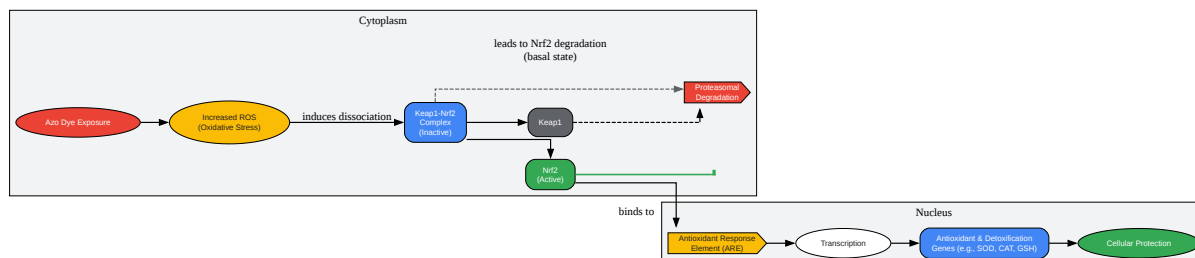 Cytoplasm
leads to Nrf2 degradation
(basal state)
Proteasomal
Degradation
Azo Dye Exposure
Increased ROS
(Oxidative Stress)
induces dissociation
Keap1-Nrf2
Complex
(Inactive)
Keap1
Nrf2
(Active)
binds to
Nucleus
Antioxidant Response
Element (ARE)
Transcription
Antioxidant & Detoxification
Genes (e.g., SOD, CAT, GSH)
Cellular Protection